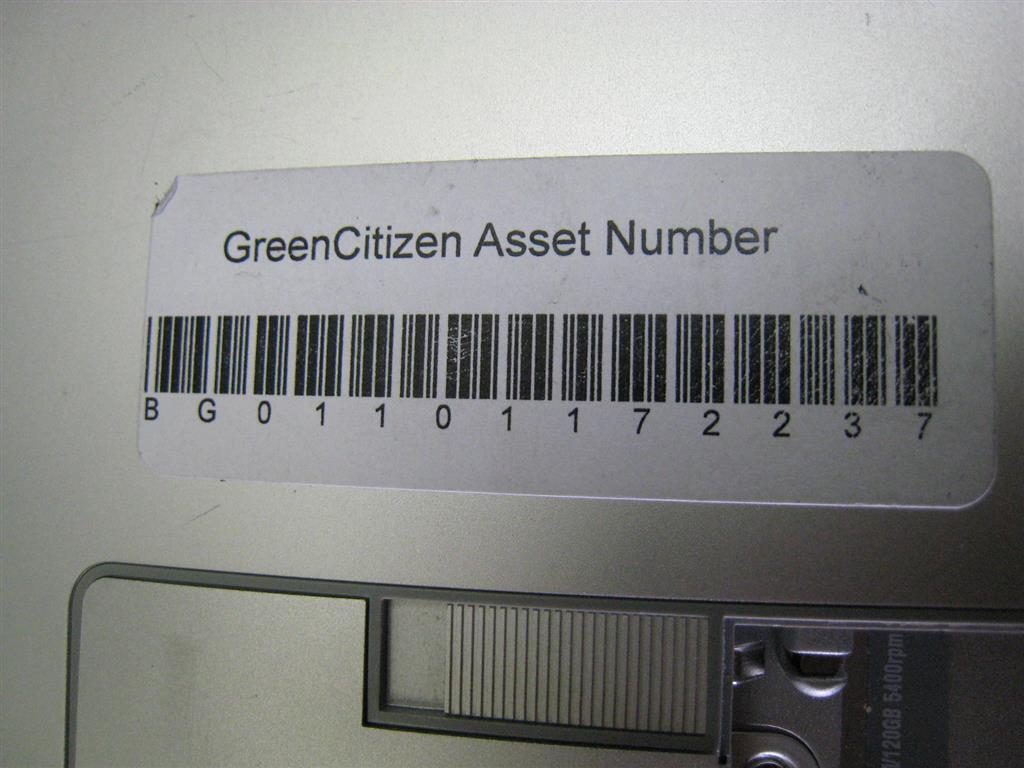 GreenCitizen Asset Number
BG01101172237
/120GB 5400rpm